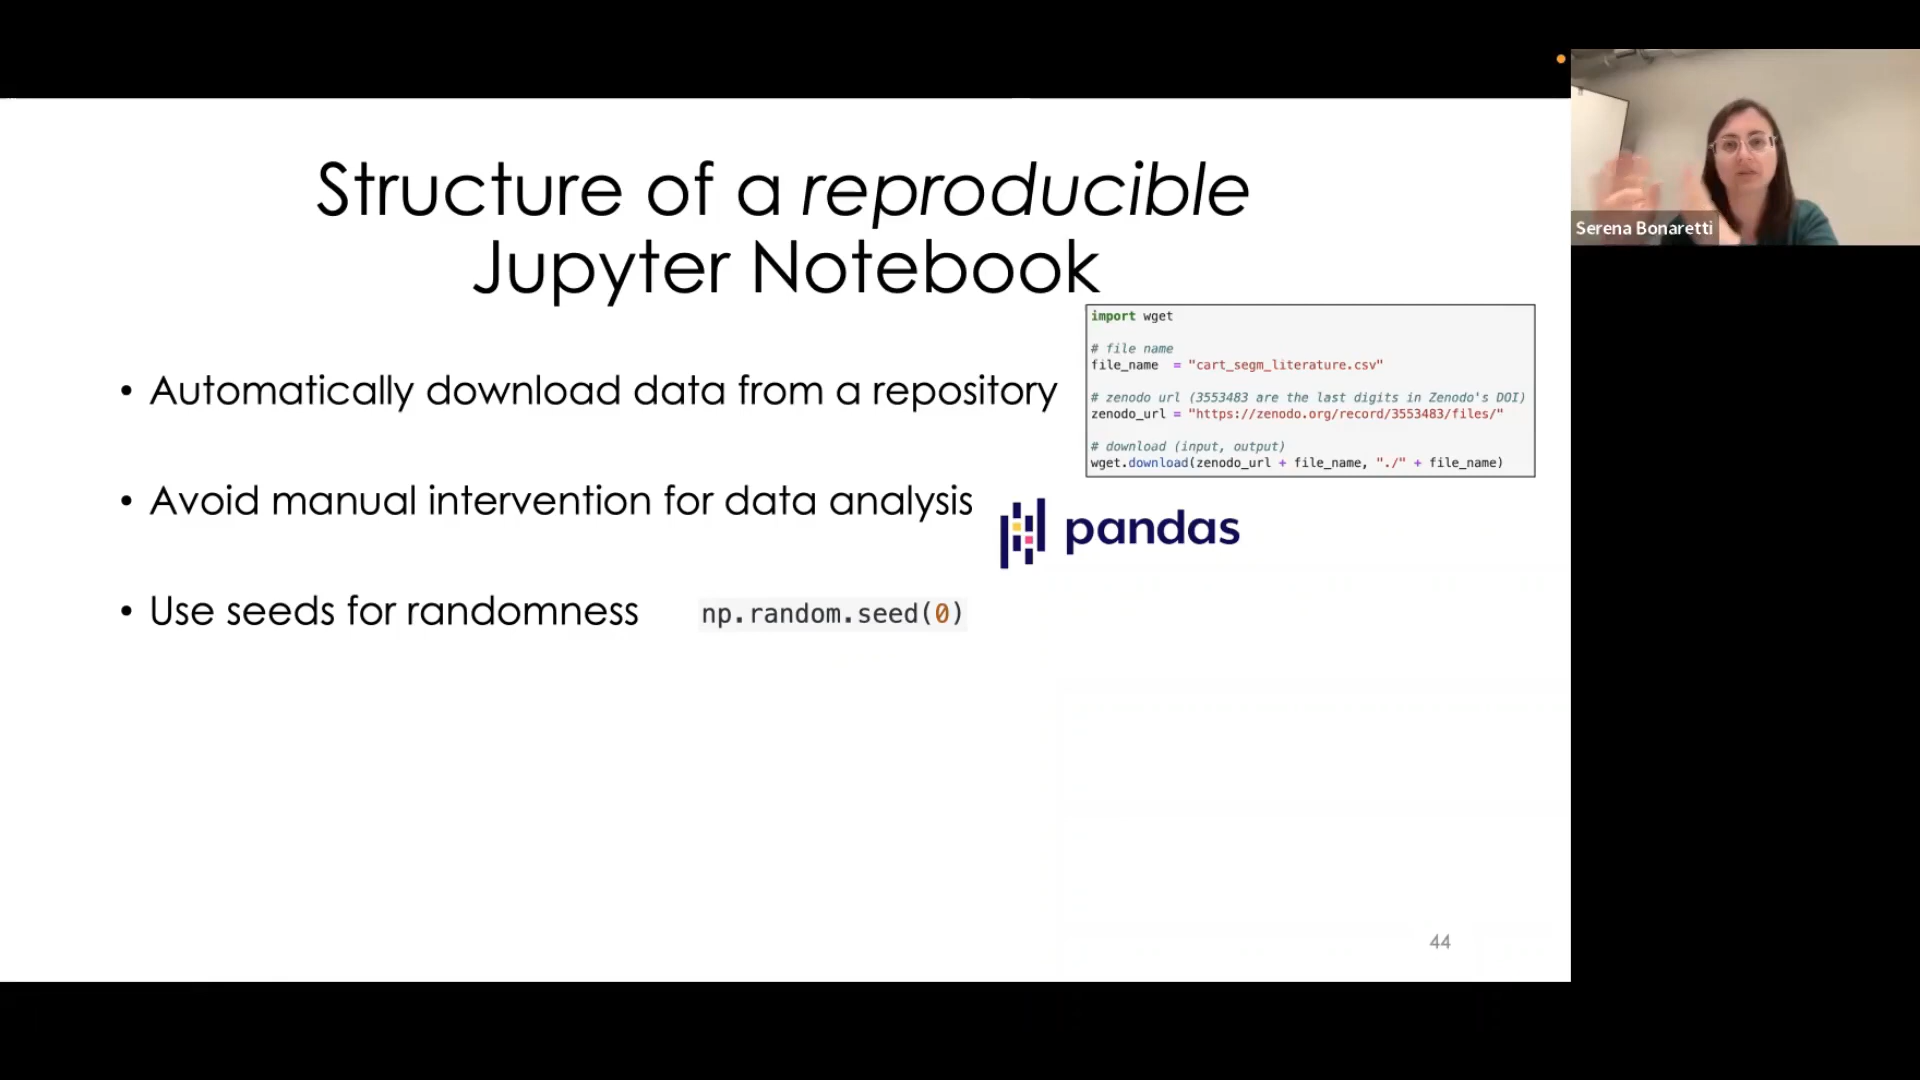 Structure of a reproducible
Jupyter Notebook
import wget
# file name
file_name = "cart_segm_literature.csv"
# zenodo url (3553483 are the last digits in Zenodo's DOI)
zenodo_url = "https://zenodo.org/record/3553483/files/"
# download (input, output)
wget.download(zenodo_url + file_name, "./" + file_name)
• Automatically download data from a repository
• Avoid manual intervention for data analysis
pandas
• Use seeds for randomness
np.random.seed(0)
44
Serena Bonaretti